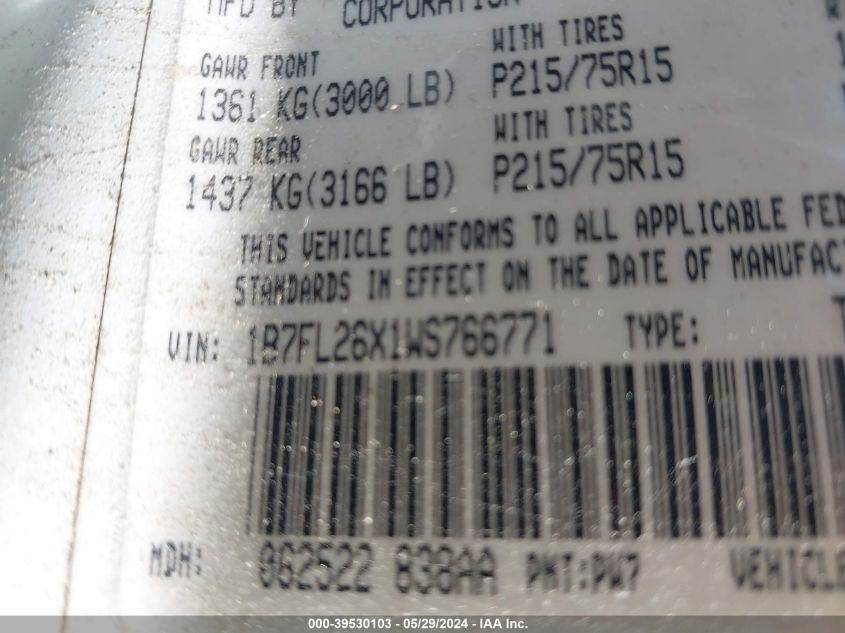 MFD BY CORPORATION
WITH TIRES
GAWR FRONT
1361 KG(3000 LB) P215/75R15
WITH TIRES
GAWR REAR
1437 KG(3166 LB) P215/75R15
THIS VEHICLE CONFORMS TO ALL APPLICABLE FED
STANDARDS IN EFFECT ON THE DATE OF MANUFAC
VIN: 1B7FL26X1WS766771 TYPE: T
MDH: 062522 838AA PNT:PW7 VEHICLE
000-39530103 - 05/29/2024 - IAA Inc.